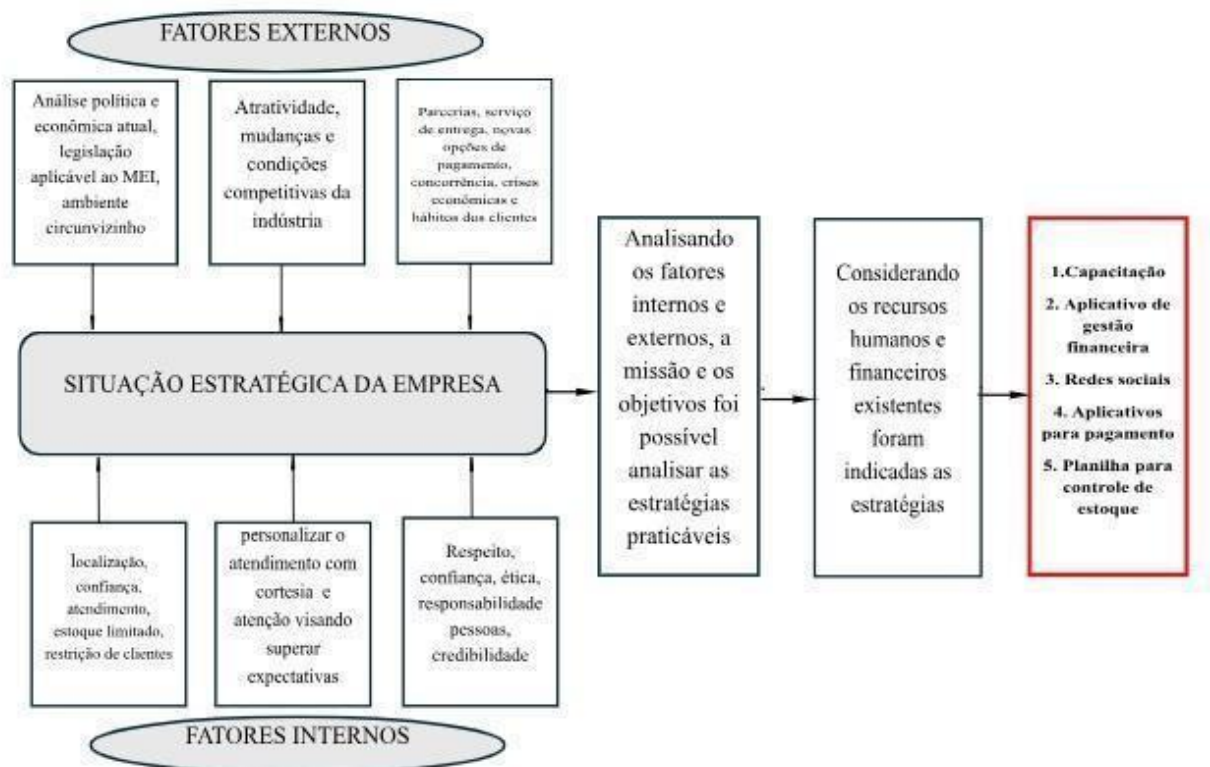 FATORES EXTERNOS
Análise política e
econômica atual,
legislação
aplicável ao MEI,
ambiente
circunvizinho
Atratividade,
mudanças e
condições
competitivas da
indústria
Parcerias, serviço
de entrega, novas
opções de
pagamento,
concorrência, crises
econômicas e
hábitos dos clientes
SITUAÇÃO ESTRATÉGICA DA EMPRESA
localização,
confiança,
atendimento,
estoque limitado,
restrição de clientes
personalizar o
atendimento com
cortesia e
atenção visando
superar
expectativas
Respeito,
confiança, ética,
responsabilidade
pessoas,
credibilidade
FATORES INTERNOS
Analisando
os fatores
internos e
externos, a
missão e os
objetivos foi
possível
analisar as
estratégias
praticáveis
Considerando
os recursos
humanos e
financeiros
existentes
foram
indicadas as
estratégias
1.Capacitação
2. Aplicativo de
gestão
financeira
3. Redes sociais
4. Aplicativos
para pagamento
5. Planilha para
controle de
estoque